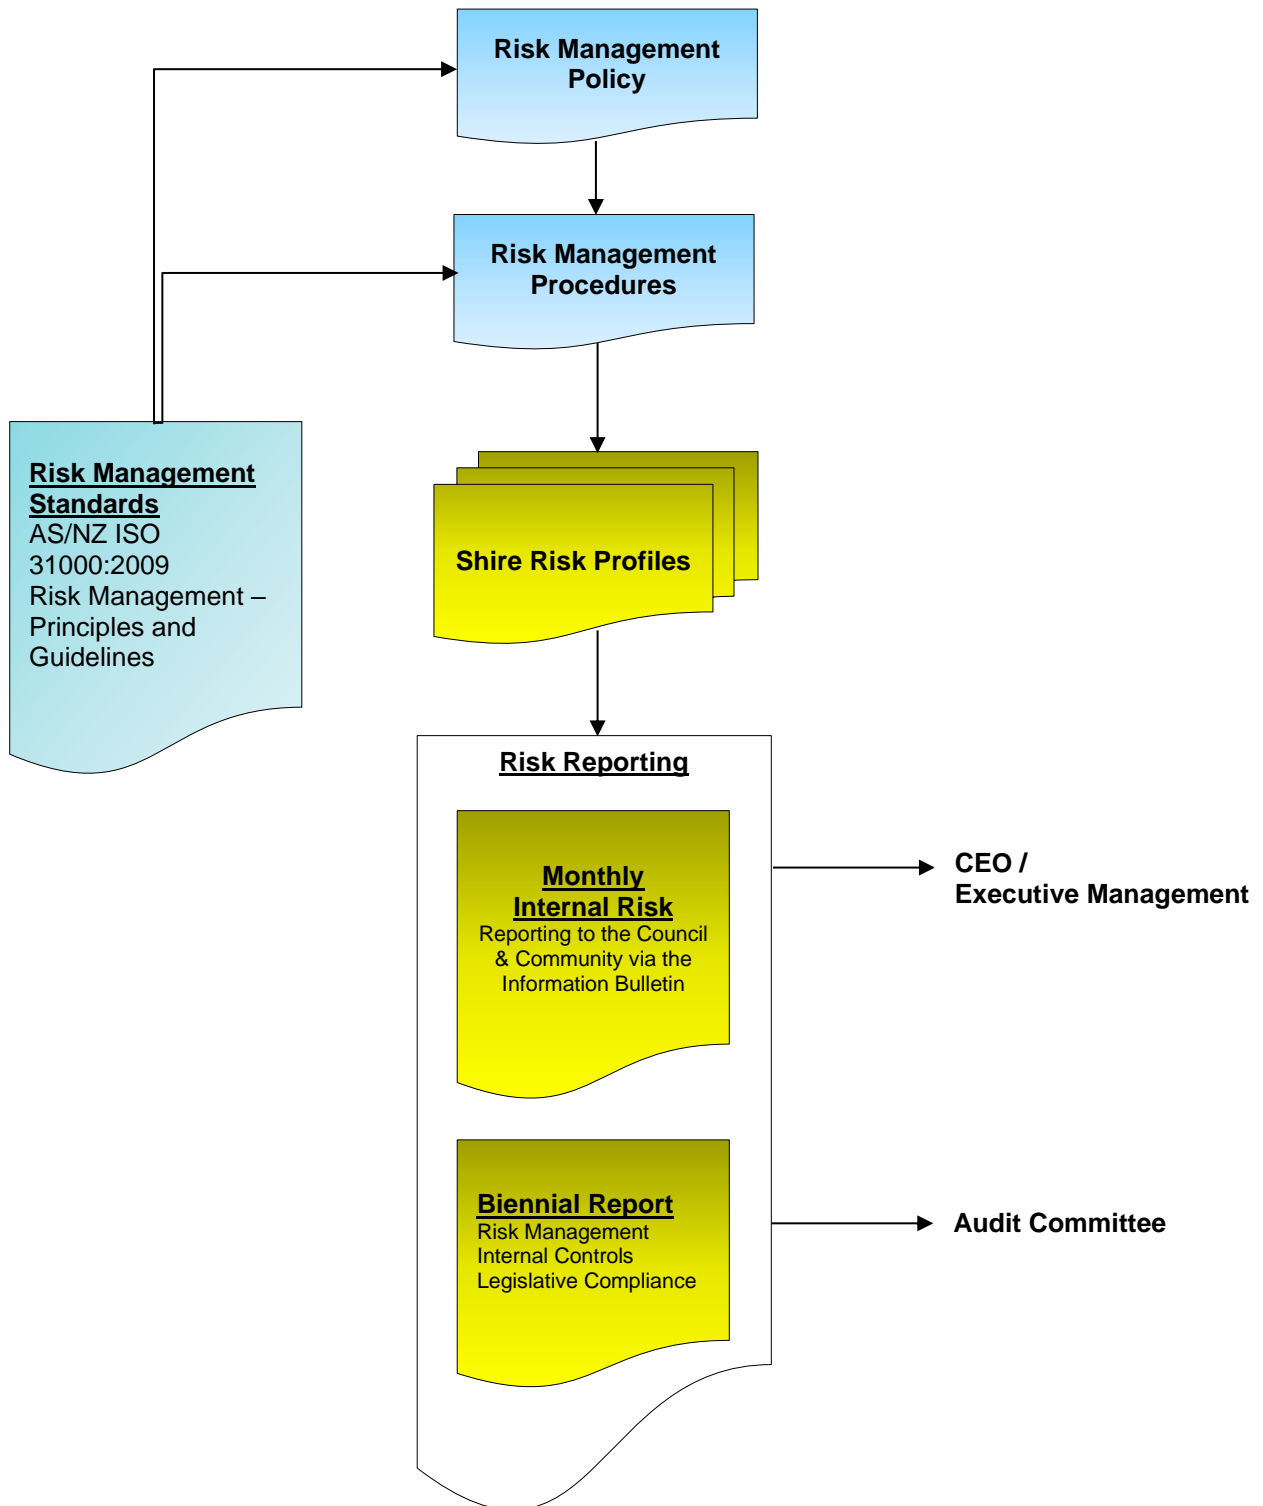 Risk Management
Policy
Risk Management
Procedures
Risk Management
Standards
AS/NZ ISO
31000:2009
Risk Management –
Principles and
Guidelines
Shire Risk Profiles
Risk Reporting
Monthly
Internal Risk
Reporting to the Council
& Community via the
Information Bulletin
CEO /
Executive Management
Biennial Report
Risk Management
Internal Controls
Legislative Compliance
Audit Committee